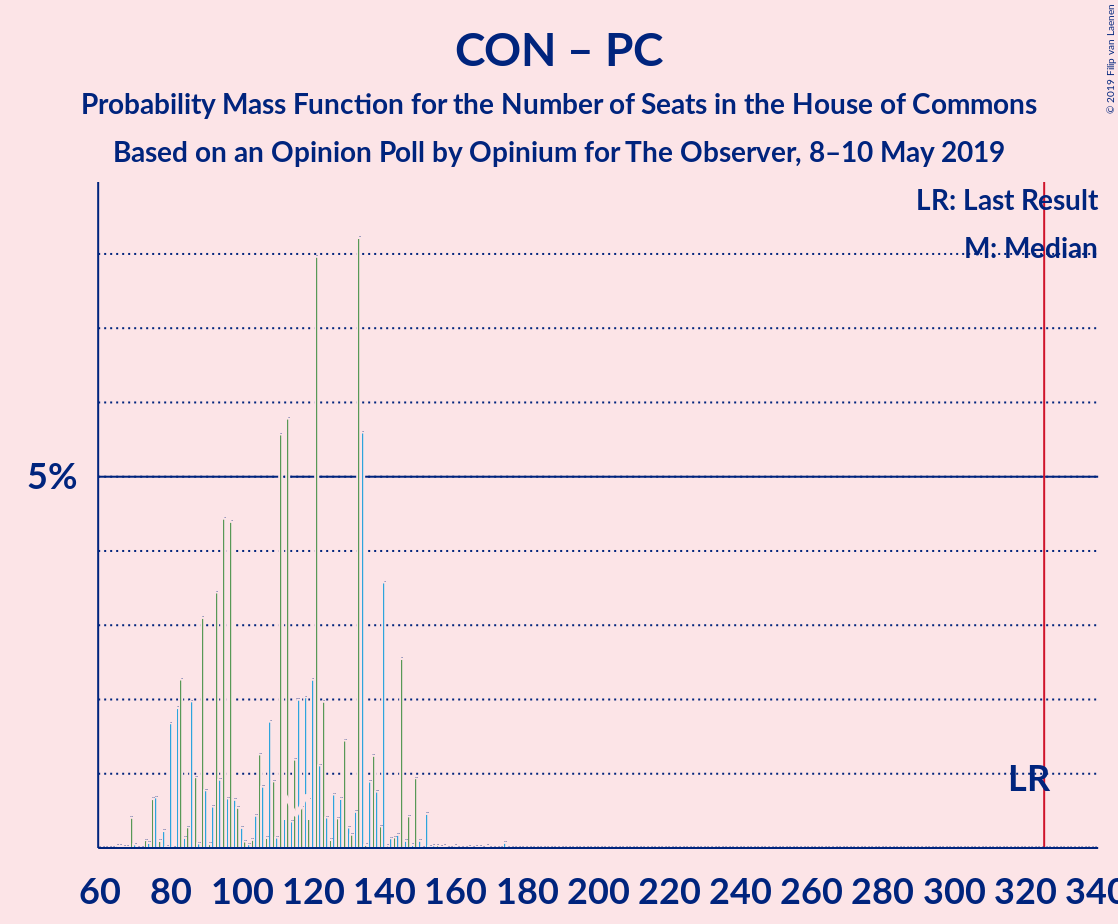 CON – PC
Probability Mass Function for the Number of Seats in the House of Commons
Based on an Opinion Poll by Opinium for The Observer, 8–10 May 2019
© 2019 Filip van Laenen
LR: Last Result
M: Median
5%
LR
60 80 100 120 140 160 180 200 220 240 260 280 300 320 340